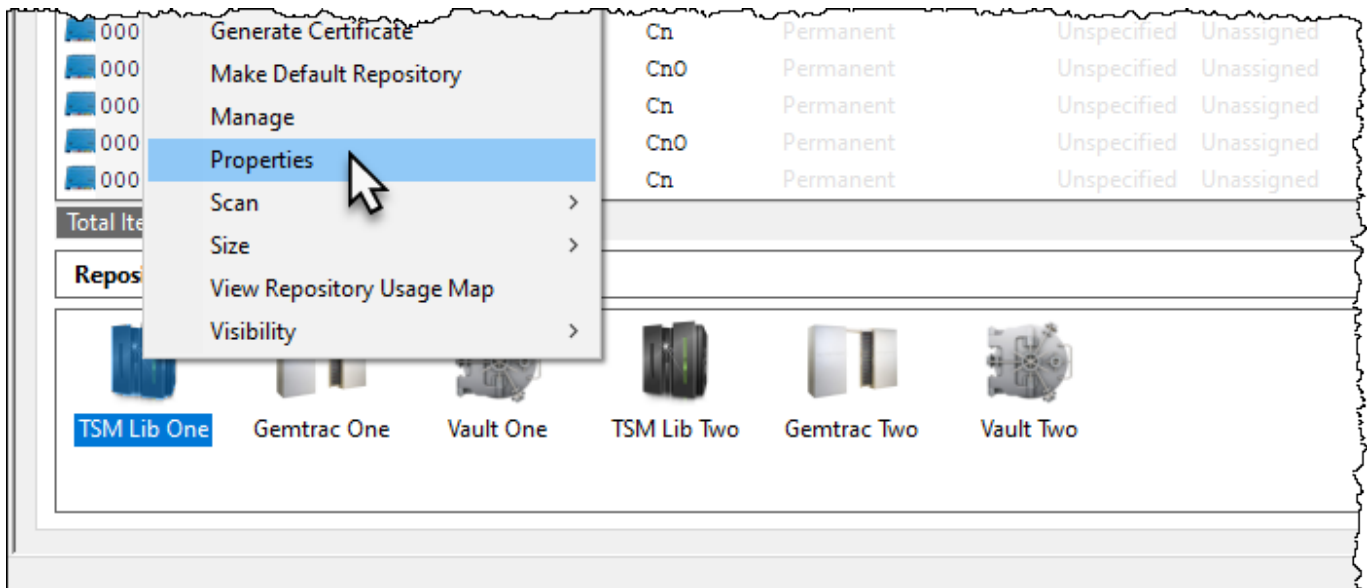 000 Generate Certificate Cn Permanent Unspecified Unassigned
000 Make Default Repository CnO Permanent Unspecified Unassigned
000 Manage Cn Permanent Unspecified Unassigned
000 Properties CnO Permanent Unspecified Unassigned
000 Cn Permanent Unspecified Unassigned
Scan
Total Ite
Size
Reposi
View Repository Usage Map
Visibility
TSM Lib One Gemtrac One Vault One TSM Lib Two Gemtrac Two Vault Two